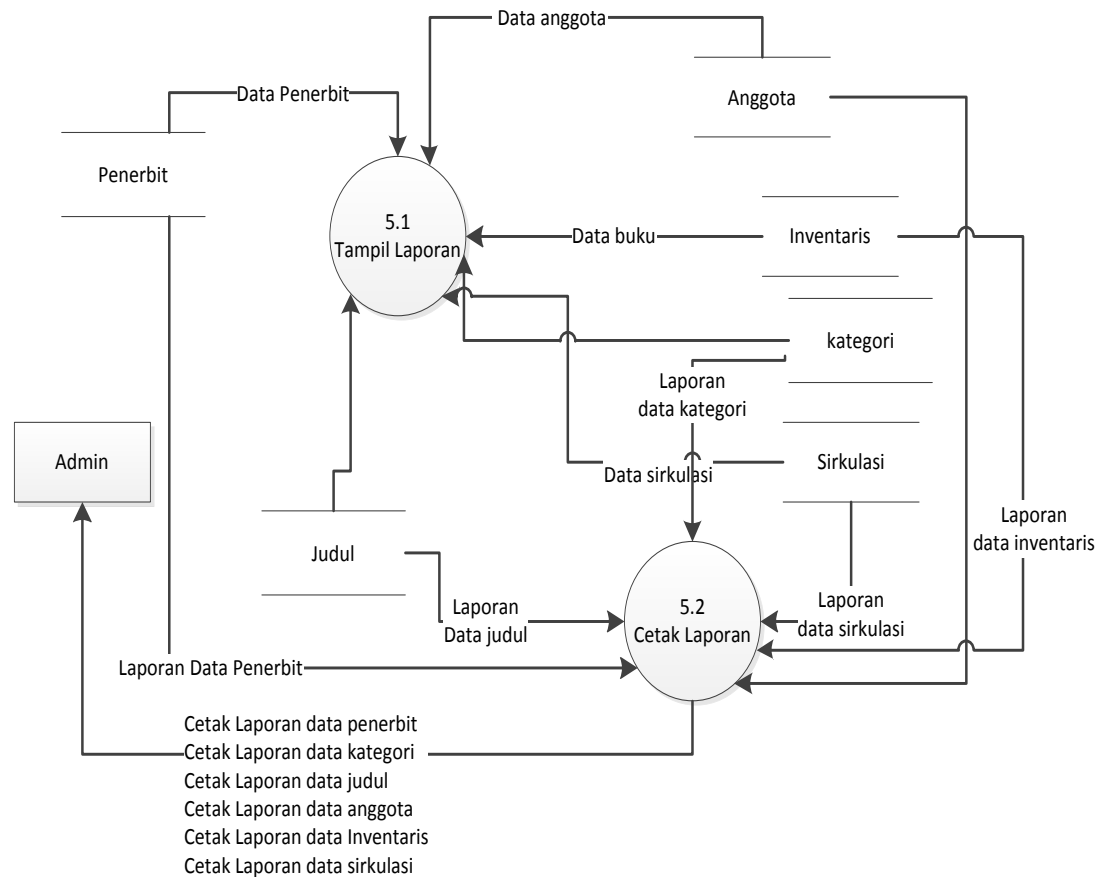 Data anggota
Data Penerbit
Anggota
Penerbit
5.1
Tampil Laporan
Data buku
Inventaris
kategori
Laporan
data kategori
Admin
Sirkulasi
Data sirkulasi
Laporan
data inventaris
Judul
Laporan
Data judul
5.2
Cetak Laporan
Laporan
data sirkulasi
Laporan Data Penerbit
Cetak Laporan data penerbit
Cetak Laporan data kategori
Cetak Laporan data judul
Cetak Laporan data anggota
Cetak Laporan data Inventaris
Cetak Laporan data sirkulasi